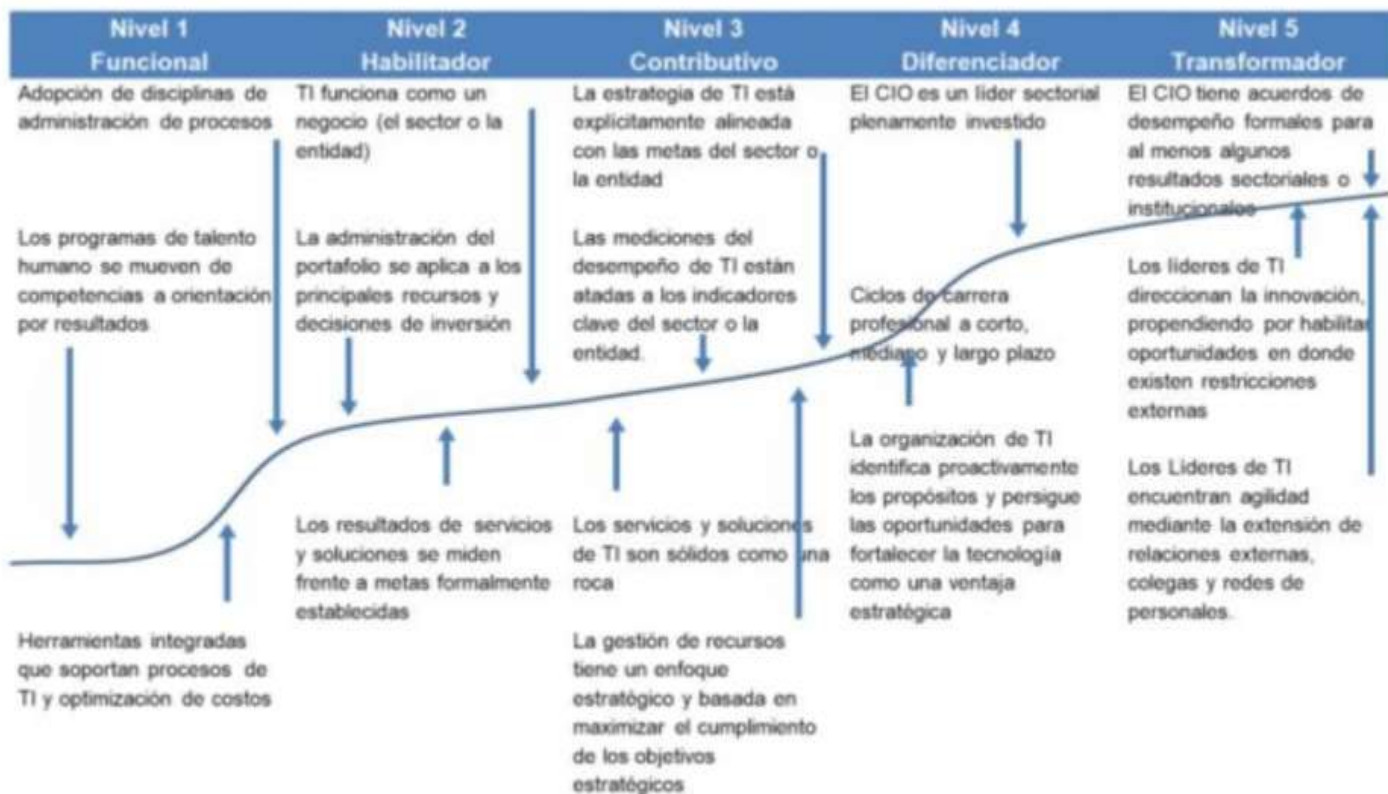 Nivel 1
Funcional
Nivel 2
Habilitador
Nivel 3
Contributivo
Nivel 4
Diferenciador
Nivel 5
Transformador
Adopción de disciplinas de
administración de procesos
Los programas de talento
humano se mueven de
competencias a orientación
por resultados
Herramientas integradas
que soportan procesos de
TI y optimización de costos
TI funciona como un
negocio (el sector o la
entidad)
La administración del
portafolio se aplica a los
principales recursos y
decisiones de inversión
Los resultados de servicios
y soluciones se miden
frente a metas formalmente
establecidas
La estrategia de TI está
explícitamente alineada
con las metas del sector o
la entidad
Las mediciones del
desempeño de TI están
atadas a los indicadores
clave del sector o la
entidad.
Los servicios y soluciones
de TI son sólidos como una
roca
La gestión de recursos
tiene un enfoque
estratégico y basada en
maximizar el cumplimiento
de los objetivos
estratégicos
El CIO es un líder sectorial
plenamente investido
Ciclos de carrera
profesional a corto,
mediano y largo plazo
La organización de TI
identifica proactivamente
los propósitos y persigue
las oportunidades para
fortalecer la tecnología
como una ventaja
estratégica
El CIO tiene acuerdos de
desempeño formales para
al menos algunos
resultados sectoriales o
institucionales
Los líderes de TI
direccionan la innovación,
propendiendo por habilitar
oportunidades en donde
existen restricciones
externas
Los Líderes de TI
encuentran agilidad
mediante la extensión de
relaciones externas,
colegas y redes de
personales.